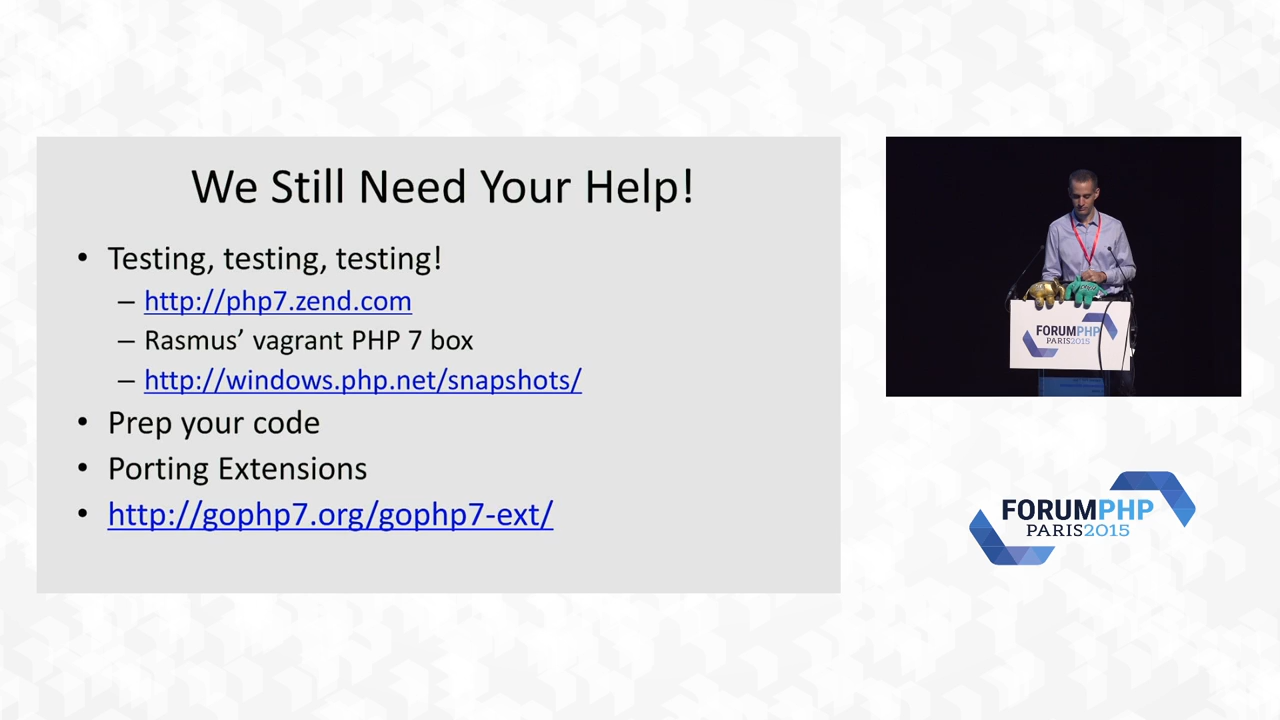 We Still Need Your Help!
• Testing, testing, testing!
– http://php7.zend.com
– Rasmus’ vagrant PHP 7 box
– http://windows.php.net/snapshots/
• Prep your code
• Porting Extensions
• http://gophp7.org/gophp7-ext/
FORUMPHP
PARIS2015
FORUMPHP
PARIS2015